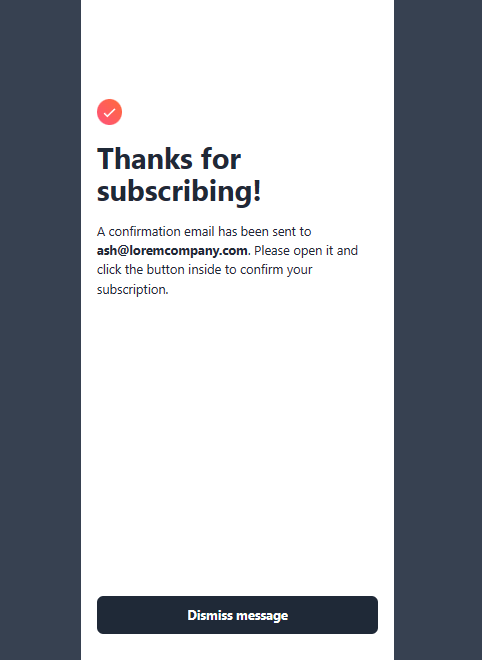 Thanks for
subscribing!
A confirmation email has been sent to
ash@loremcompany.com. Please open it and
click the button inside to confirm your
subscription.
Dismiss message